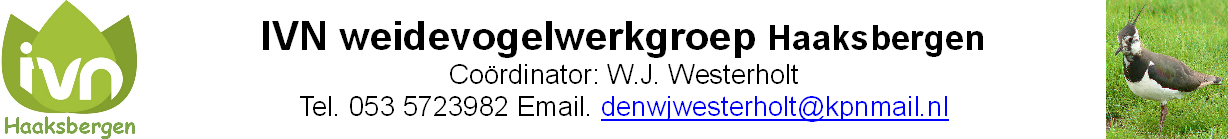 ivn
Haaksbergen
IVN weidevogelwerkgroep Haaksbergen
Coördinator: W.J. Westerholt
Tel. 053 5723982 Email. denwjwesterholt@kpnmail.nl